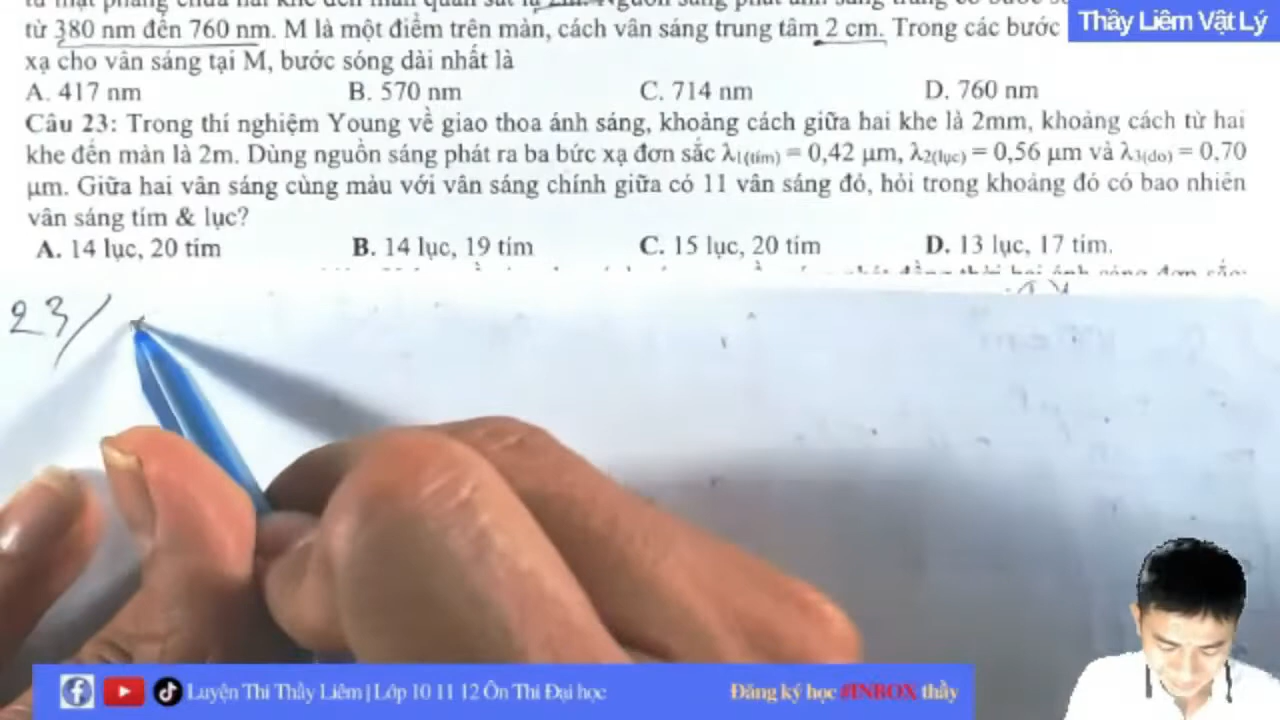 từ 380 nm đến 760 nm. M là một điểm trên màn, cách vân sáng trung tâm 2 cm. Trong các bước
Thầy Liêm Vật Lý
xạ cho vân sáng tại M, bước sóng dài nhất là
A. 417 nm B. 570 nm C. 714 nm D. 760 nm
Câu 23: Trong thí nghiệm Young về giao thoa ánh sáng, khoảng cách giữa hai khe là 2mm, khoảng cách từ hai
khe đến màn là 2m. Dùng nguồn sáng phát ra ba bức xạ đơn sắc λ1(tím) = 0,42 μm, λ2(lục) = 0,56 μm và λ3(đo) = 0,70
μm. Giữa hai vân sáng cùng màu với vân sáng chính giữa có 11 vân sáng đỏ, hỏi trong khoảng đó có bao nhiên
vân sáng tím & lục?
A. 14 lục, 20 tím B. 14 lục, 19 tím C. 15 lục, 20 tím D. 13 lục, 17 tím.
23/
Luyện Thi Thầy Liêm | Lớp 10 11 12 Ôn Thi Đại học Đăng ký học #INBOX thầy